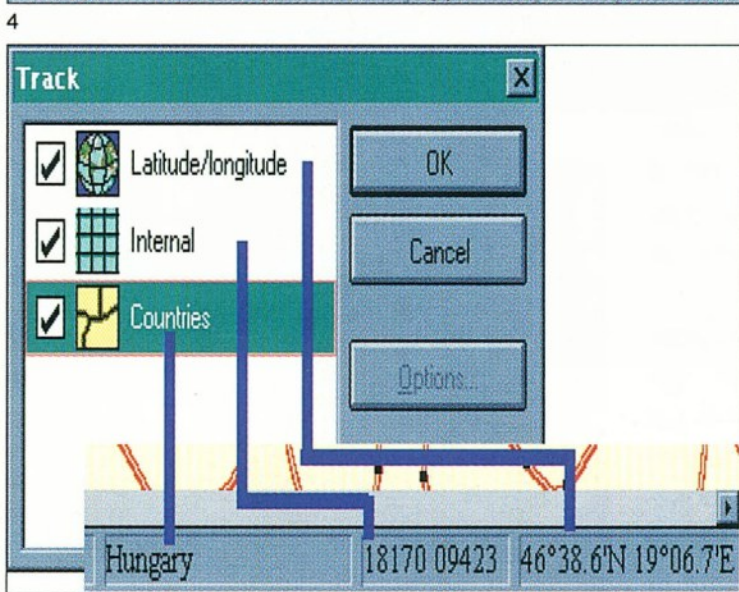 4
Track
Latitude/longitude
OK
Internal
Cancel
Countries
Options...
Hungary
18170 09423
46°38.6'N 19°06.7'E